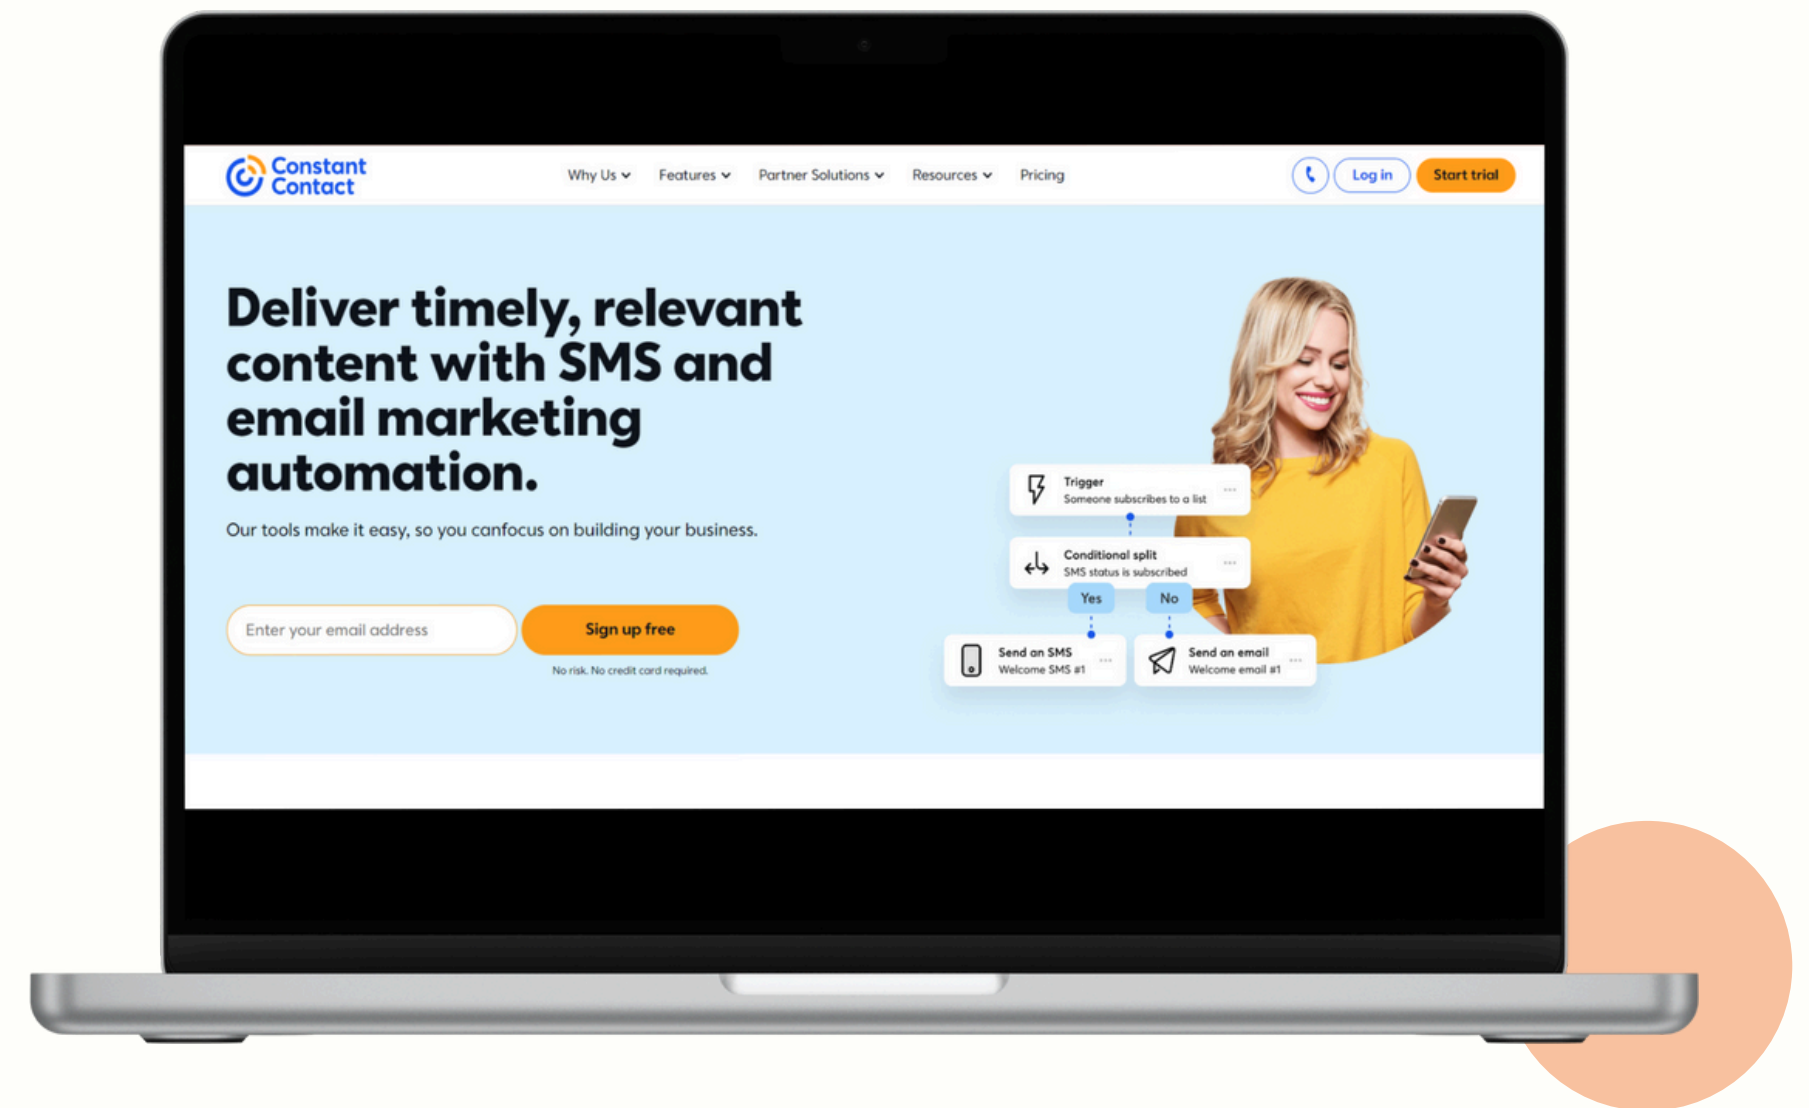 Constant
Contact
Why Us
Features
Partner Solutions
Resources
Pricing
Log in
Start trial
Deliver timely, relevant
content with SMS and
email marketing
automation.
Our tools make it easy, so you canfocus on building your business.
Enter your email address
Sign up free
No risk. No credit card required.
Trigger
Someone subscribes to a list
Conditional split
SMS status is subscribed
Yes
No
Send an SMS
Welcome SMS #1
Send an email
Welcome email #1